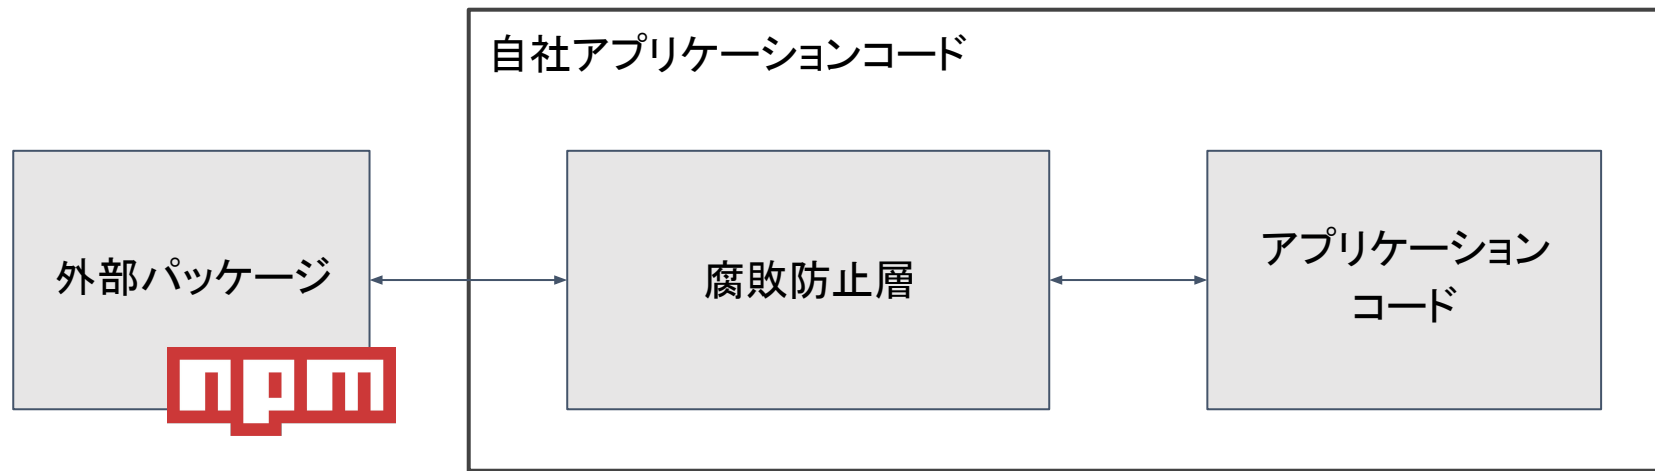 自社アプリケーションコード
外部パッケージ
腐敗防止層
アプリケーション
コード
npm